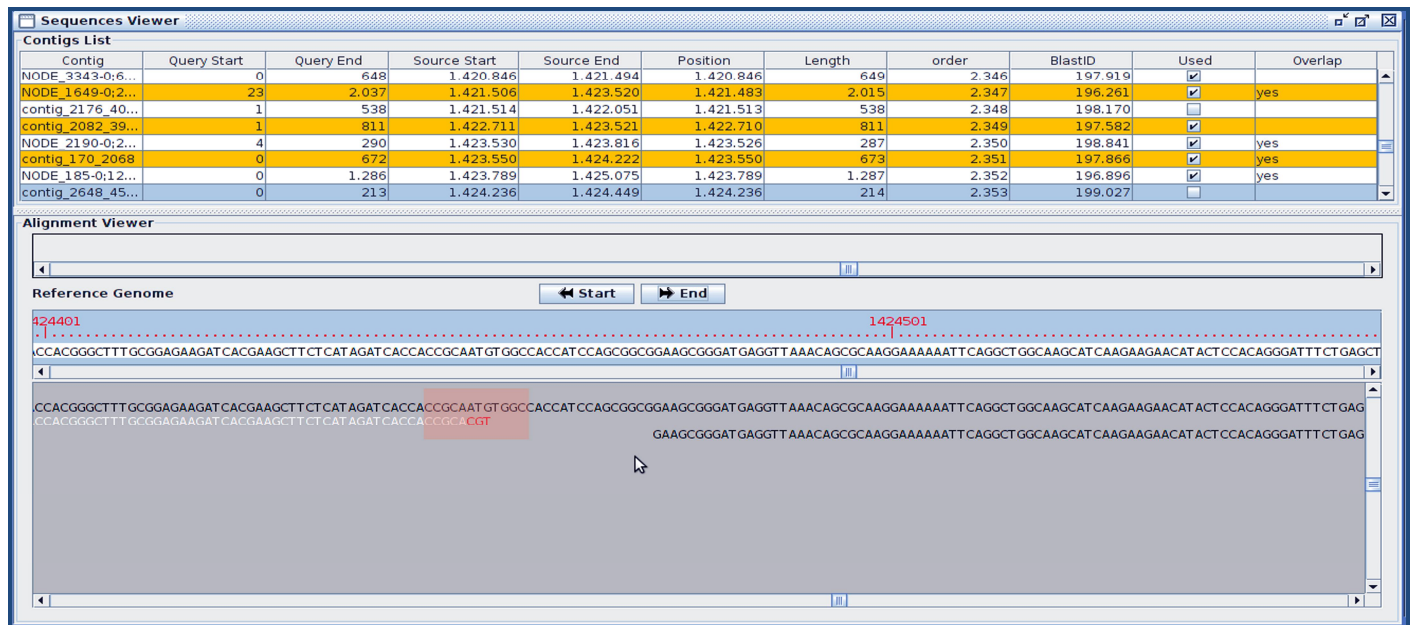 Sequences Viewer
Contigs List
Contig Query Start Query End Source Start Source End Position Length order BlastID Used Overlap
NODE_3343-0;6... 0 648 1.420.846 1.421.494 1.420.846 649 2.346 197.919
NODE_1649-0;2... 23 2.037 1.421.506 1.423.520 1.421.483 2.015 2.347 196.261 yes
contig_2176_40... 1 538 1.421.514 1.422.051 1.421.513 538 2.348 198.170
contig_2082_39... 1 811 1.422.711 1.423.521 1.422.710 811 2.349 197.582
NODE_2190-0;2... 4 290 1.423.530 1.423.816 1.423.526 287 2.350 198.841 yes
contig_170_2068 0 672 1.423.550 1.424.222 1.423.550 673 2.351 197.866 yes
NODE_185-0;12... 0 1.286 1.423.789 1.425.075 1.423.789 1.287 2.352 196.896 yes
contig_2648_45... 0 213 1.424.236 1.424.449 1.424.236 214 2.353 199.027
Alignment Viewer
Reference Genome Start End
424401 1424501
CCACGGGCTTTGCGGAGAAGATCACGAAGCTTCTCATAGATCACCACCGCAATGTGGCCACCATCCAGCGGCGGAAGCGGGATGAGGTTAAACAGCGCAAGGAAAAAATTCAGGCTGGCAAGCATCAAGAAGAACATACTCCACAGGGATTTCTGAGCT
CCACGGGCTTTGCGGAGAAGATCACGAAGCTTCTCATAGATCACCACCGCAATGTGGCCACCATCCAGCGGCGGAAGCGGGATGAGGTTAAACAGCGCAAGGAAAAAATTCAGGCTGGCAAGCATCAAGAAGAACATACTCCACAGGGATTTCTGAG
CCACGGGCTTTGCGGAGAAGATCACGAAGCTTCTCATAGATCACCACCGCACGT
GAAGCGGGATGAGGTTAAACAGCGCAAGGAAAAAATTCAGGCTGGCAAGCATCAAGAAGAACATACTCCACAGGGATTTCTGAG